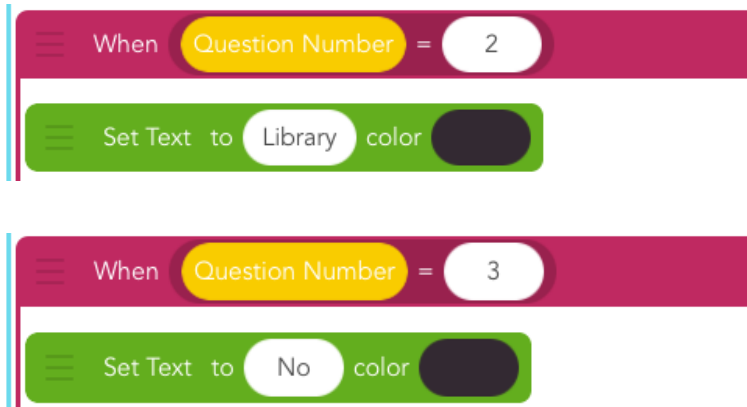 When Question Number = 2
Set Text to Library color
When Question Number = 3
Set Text to No color